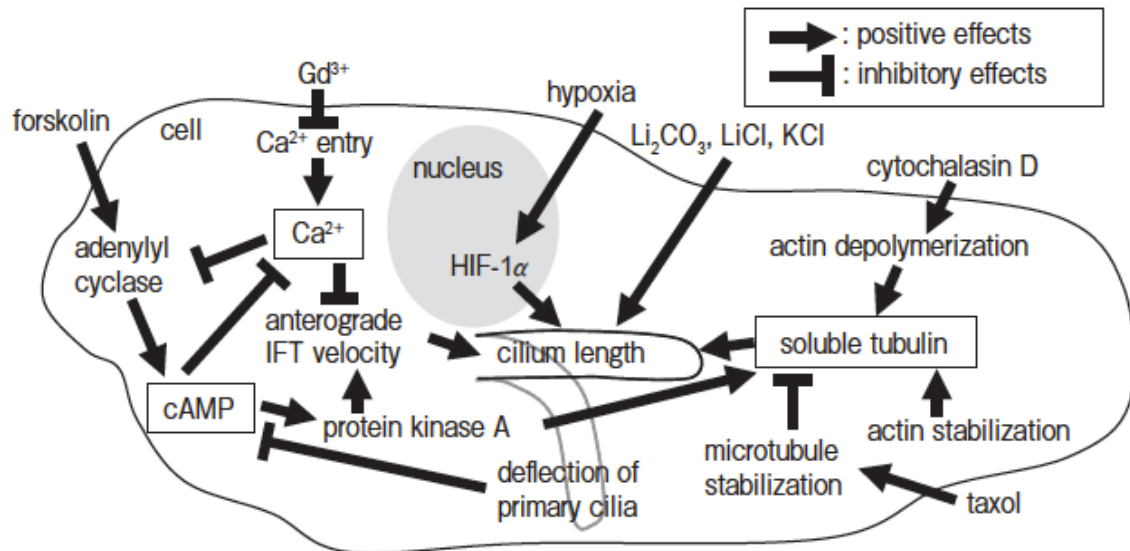 : positive effects
: inhibitory effects
Gd³⁺
forskolin
cell
Ca²⁺ entry
hypoxia
Li₂CO₃, LiCl, KCl
nucleus
cytochalasin D
Ca²⁺
adenylyl
cyclase
actin depolymerization
HIF-1α
anterograde
IFT velocity
cilium length
soluble tubulin
cAMP
protein kinase A
actin stabilization
microtubule
stabilization
deflection of
primary cilia
taxol